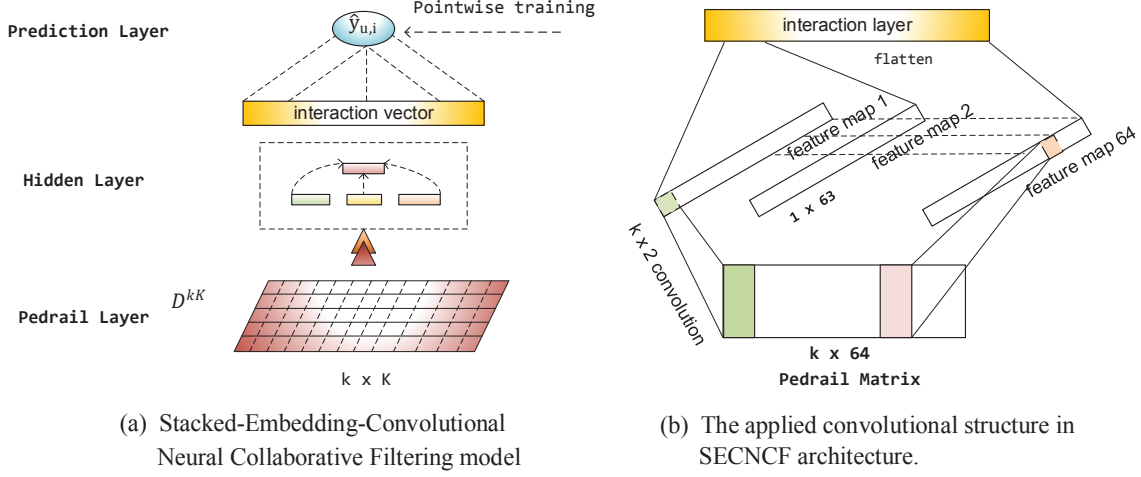 Prediction Layer
ŷu,i
Pointwise training
interaction vector
Hidden Layer
Pedrail Layer
D^kK
k x K
(a) Stacked-Embedding-Convolutional
Neural Collaborative Filtering model
interaction layer
flatten
feature map 1
feature map 2
feature map 64
1 x 63
k x 2 convolution
k x 64
Pedrail Matrix
(b) The applied convolutional structure in
SECNCF architecture.